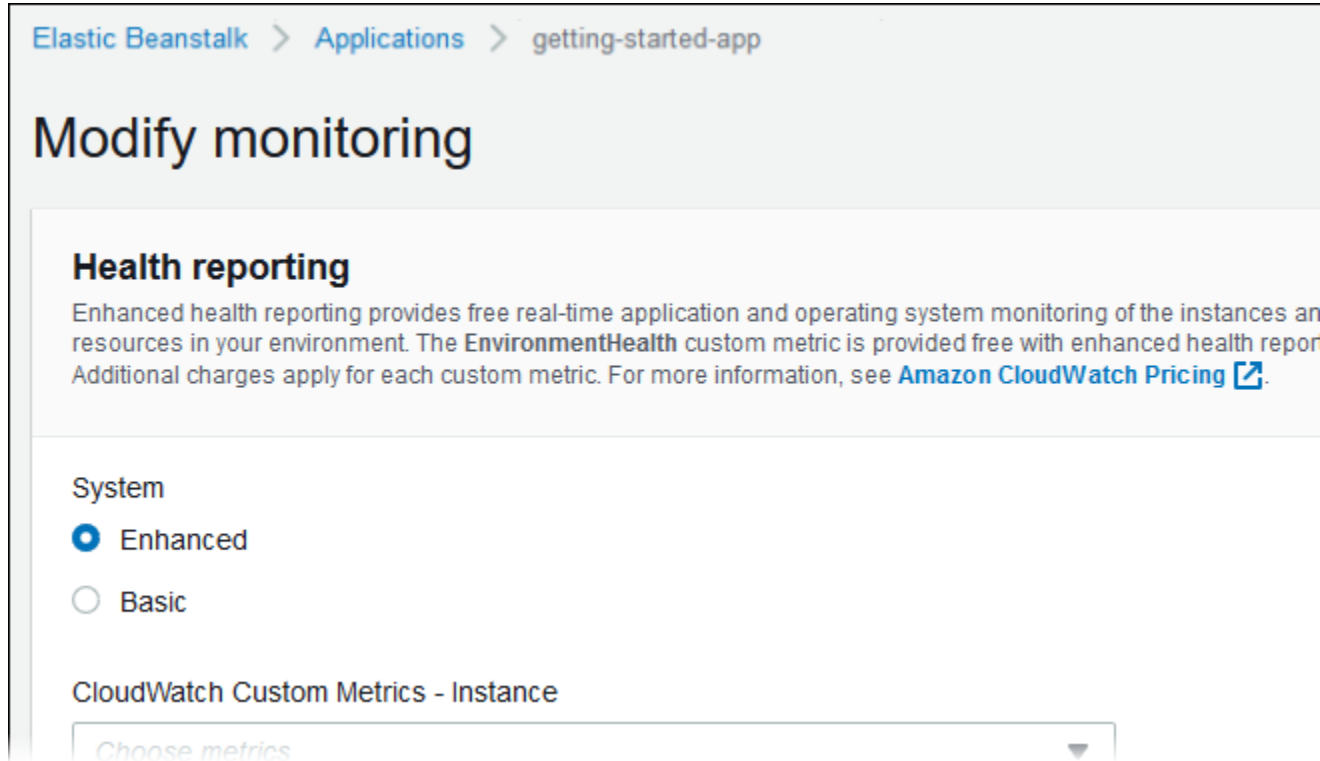 Elastic Beanstalk > Applications > getting-started-app
Modify monitoring
Health reporting
Enhanced health reporting provides free real-time application and operating system monitoring of the instances an
resources in your environment. The EnvironmentHealth custom metric is provided free with enhanced health report
Additional charges apply for each custom metric. For more information, see Amazon CloudWatch Pricing.
System
Enhanced
Basic
CloudWatch Custom Metrics - Instance
Choose metrics